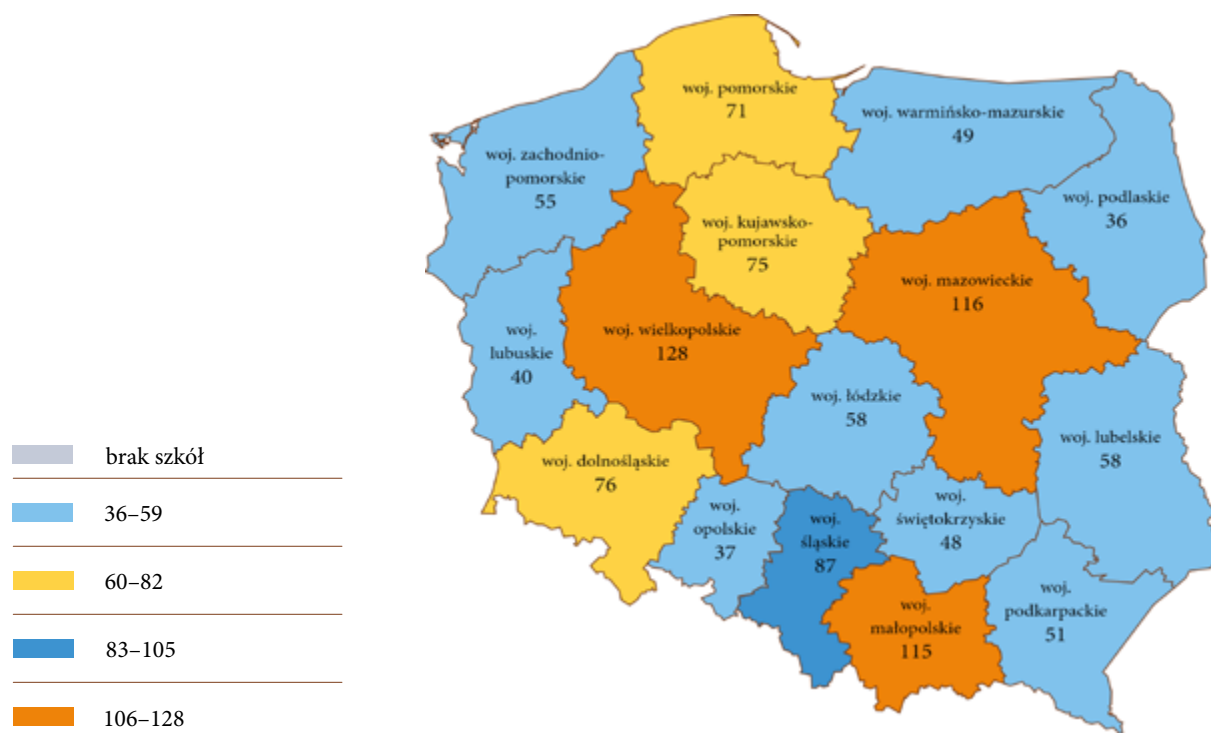 woj. pomorskie
71
woj. warmińsko-mazurskie
49
woj. zachodnio-
pomorskie
55
woj. podlaskie
36
woj. kujawsko-
pomorskie
75
woj. mazowieckie
116
woj. wielkopolskie
128
woj.
lubuskie
40
woj. łódzkie
58
woj. lubelskie
58
woj. dolnośląskie
76
woj.
opolskie
37
woj.
śląskie
87
woj.
świętokrzyskie
48
woj.
małopolskie
115
woj.
podkarpackie
51
brak szkół
36–59
60–82
83–105
106–128